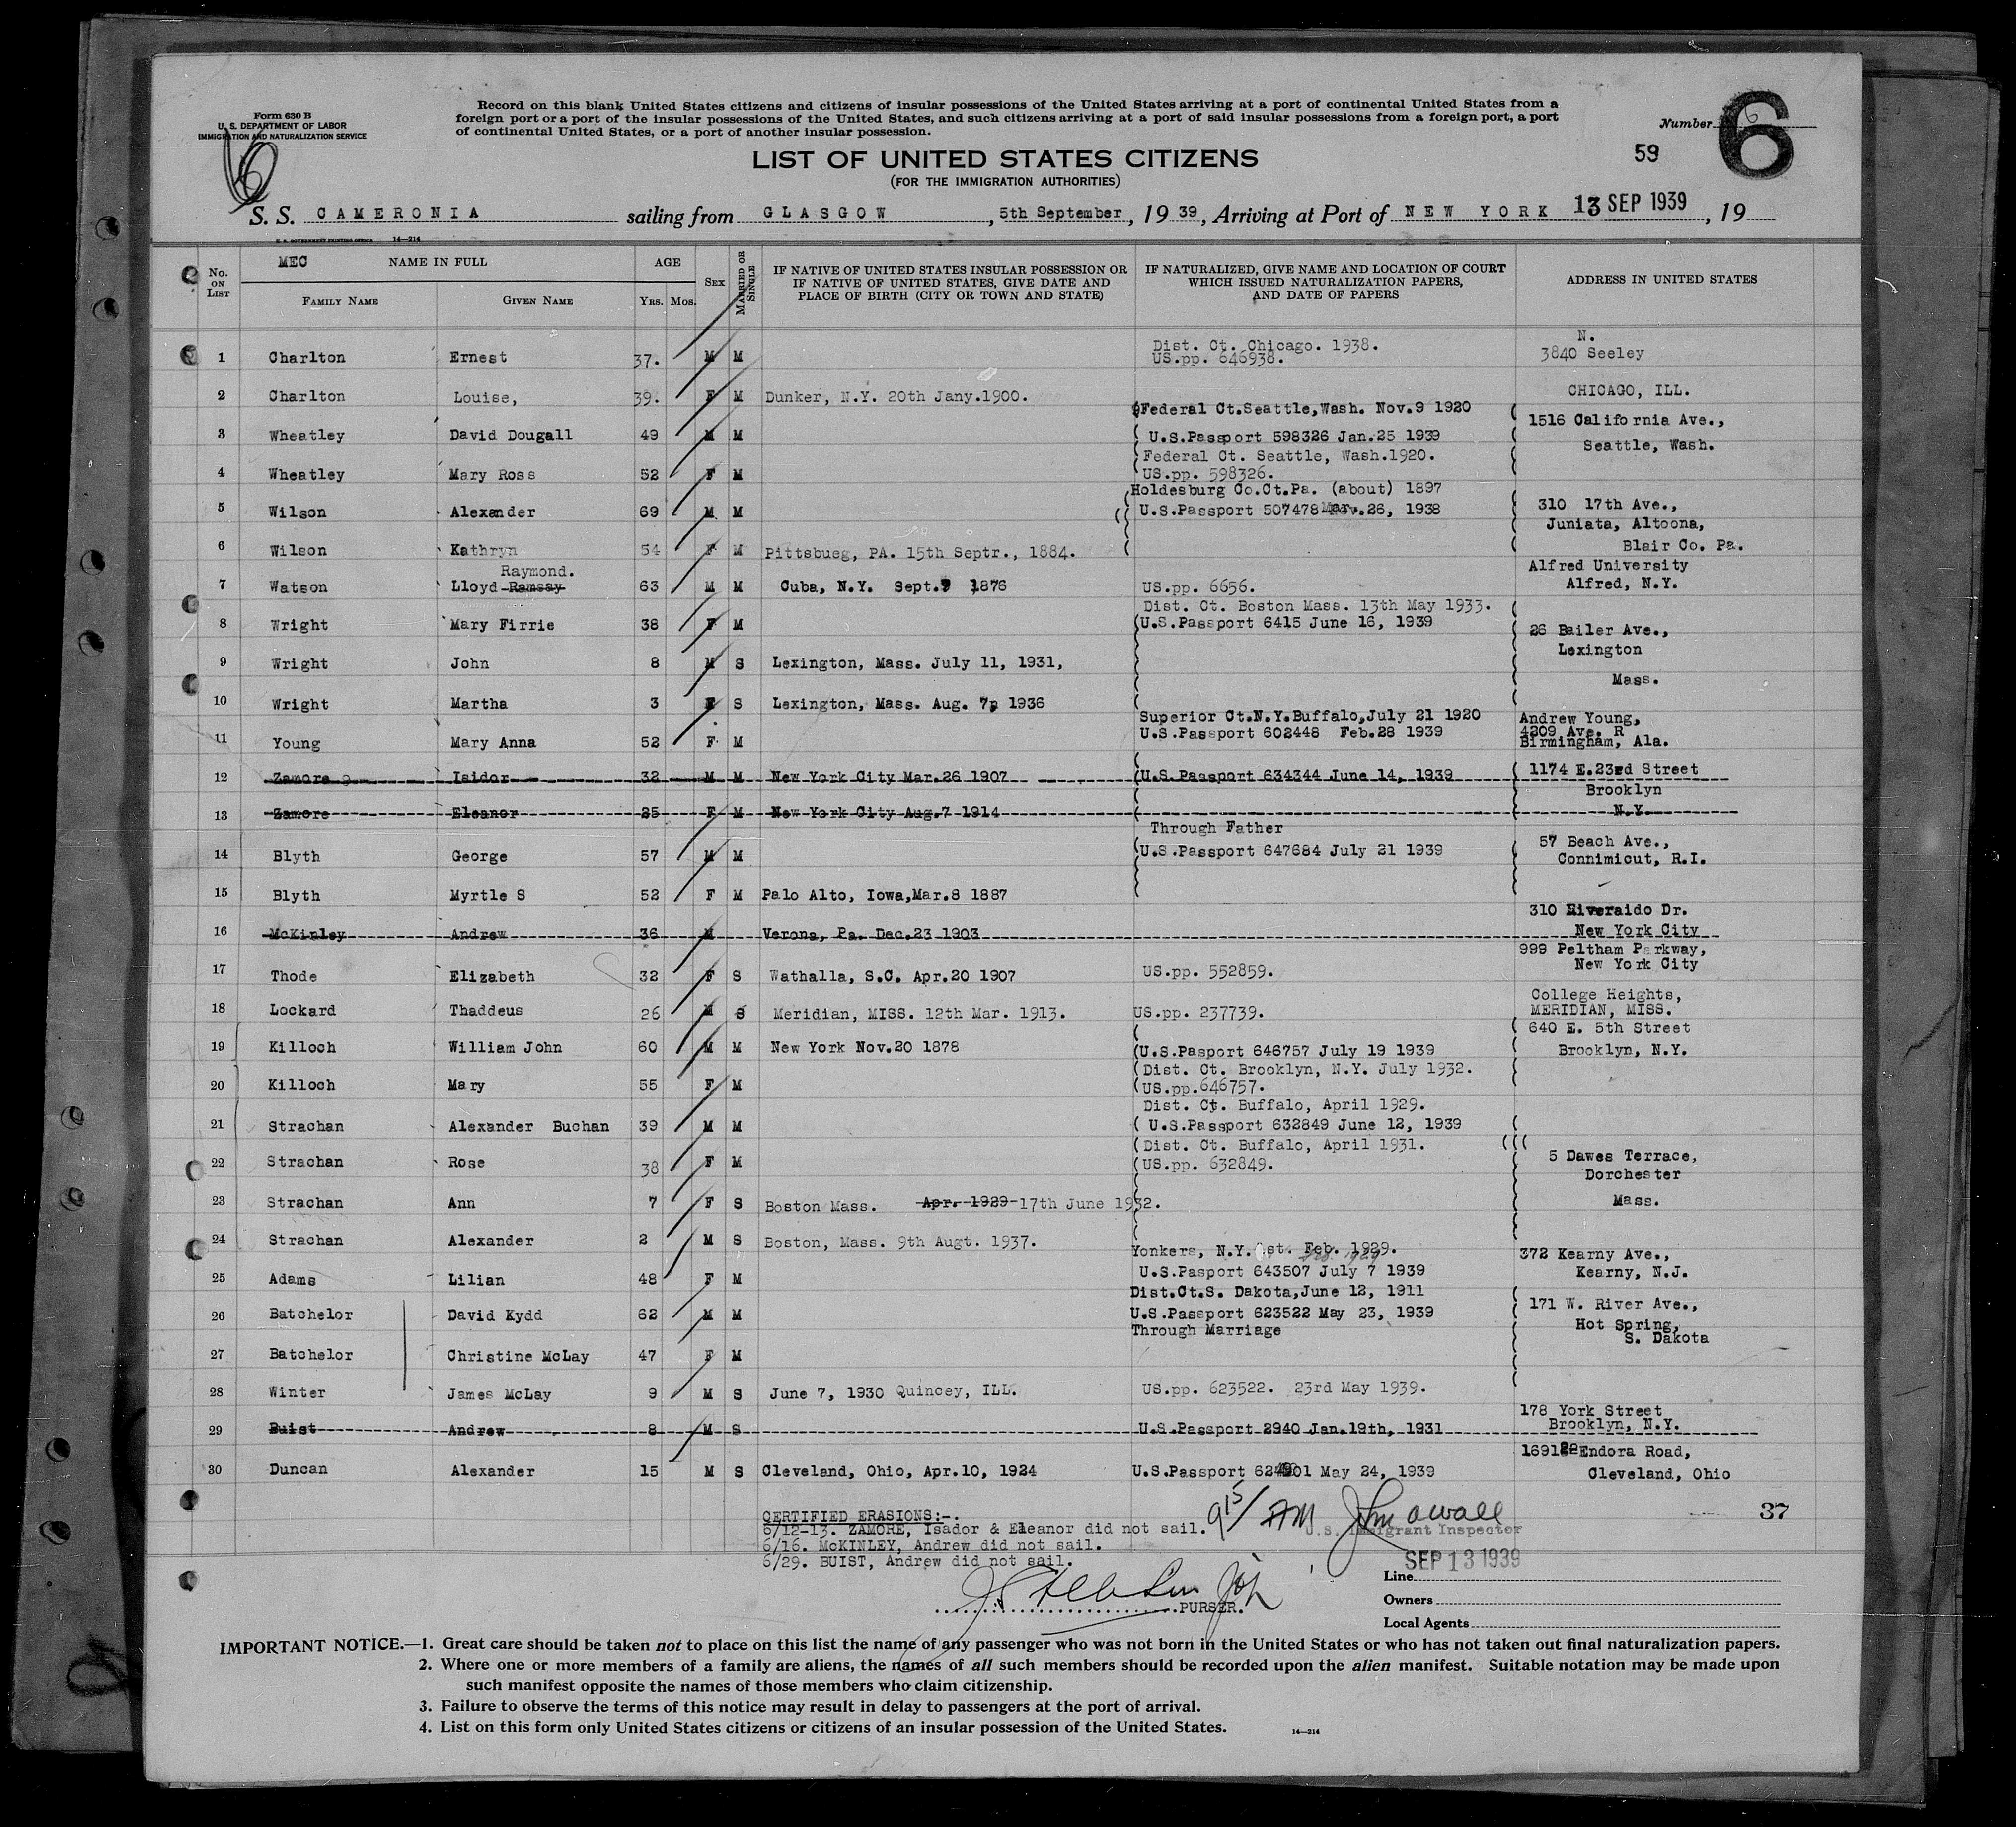 Form 630 B
U. S. DEPARTMENT OF LABOR
IMMIGRATION AND NATURALIZATION SERVICE
6
Record on this blank United States citizens and citizens of insular possessions of the United States arriving at a port of continental United States from a
foreign port or a port of the insular possessions of the United States, and such citizens arriving at a port of said insular possessions from a foreign port, a port
of continental United States, or a port of another insular possession.
Number 6
6
59
LIST OF UNITED STATES CITIZENS
(FOR THE IMMIGRATION AUTHORITIES)
S. S. CAMERONIA sailing from GLASGOW, 5th September, 19 39, Arriving at Port of NEW YORK 13 SEP 1939, 19
U. S. GOVERNMENT PRINTING OFFICE 14—214
No. ON LIST
MEC NAME IN FULL
FAMILY NAME GIVEN NAME
AGE
YRS. MOS.
SEX
MARRIED OR SINGLE
IF NATIVE OF UNITED STATES INSULAR POSSESSION OR
IF NATIVE OF UNITED STATES, GIVE DATE AND
PLACE OF BIRTH (CITY OR TOWN AND STATE)
IF NATURALIZED, GIVE NAME AND LOCATION OF COURT
WHICH ISSUED NATURALIZATION PAPERS,
AND DATE OF PAPERS
ADDRESS IN UNITED STATES
Dist. Ct. Chicago. 1938. N.
1 Charlton Ernest 37. M M US.pp. 646938. 3840 Seeley
2 Charlton Louise, 39. F M Dunker, N.Y. 20th Jany.1900. CHICAGO, ILL.
Federal Ct.Seattle,Wash. Nov.9 1920 1516 California Ave.,
3 Wheatley David Dougall 49 M M U.S.Passport 598326 Jan.25 1939 Seattle, Wash.
Federal Ct. Seattle, Wash.1920.
4 Wheatley Mary Ross 52 F M US.pp. 598326.
Holdesburg Co.Ct.Pa. (about) 1897
5 Wilson Alexander 69 M M U.S.Passport 507478 Mar.26, 1938 310 17th Ave.,
Juniata, Altoona,
6 Wilson Kathryn 54 F M Pittsbueg, PA. 15th Septr., 1884. Blair Co. Pa.
Raymond. Alfred University
7 Watson Lloyd Ramsay 63 M M Cuba, N.Y. Sept.9 1876 US.pp. 6656. Alfred, N.Y.
Dist. Ct. Boston Mass. 13th May 1933.
8 Wright Mary Firrie 38 F M U.S.Passport 6415 June 16, 1939 26 Bailer Ave.,
Lexington
9 Wright John 8 M S Lexington, Mass. July 11, 1931,
Mass.
10 Wright Martha 3 F S Lexington, Mass. Aug. 7, 1936
Superior Ct.N.Y.Buffalo,July 21 1920 Andrew Young,
11 Young Mary Anna 52 F M U.S.Passport 602448 Feb.28 1939 4209 Ave. R
Birmingham, Ala.
12 Zamore Isidor 32 M M New York City Mar.26 1907 U.S.Passport 634344 June 14, 1939 1174 E.23rd Street
Brooklyn
13 Zamore Eleanor 25 F M New York City Aug.7 1914 N.Y.
Through Father
14 Blyth George 57 M M U.S.Passport 647684 July 21 1939 57 Beach Ave.,
Connimicut, R.I.
15 Blyth Myrtle S 52 F M Palo Alto, Iowa,Mar.8 1887
310 Riveraido Dr.
16 McKinley Andrew 36 M Verona, Pa. Dec.23 1903 New York City
999 Peltham Parkway,
17 Thode Elizabeth 32 F S Wathalla, S.C. Apr.20 1907 US.pp. 552859. New York City
College Heights,
18 Lockard Thaddeus 26 M S Meridian, MISS. 12th Mar. 1913. US.pp. 237739. MERIDIAN, MISS.
640 E. 5th Street
19 Killoch William John 60 M M New York Nov.20 1878 U.S.Pasport 646757 July 19 1939 Brooklyn, N.Y.
Dist. Ct. Brooklyn, N.Y. July 1932.
20 Killoch Mary 55 F M US.pp.646757.
Dist. Ct. Buffalo, April 1929.
21 Strachan Alexander Buchan 39 M M U.S.Passport 632849 June 12, 1939
Dist. Ct. Buffalo, April 1931.
22 Strachan Rose 38 F M US.pp. 632849. 5 Dawes Terrace,
Dorchester
23 Strachan Ann 7 F S Boston Mass. Apr. 1929 17th June 1932. Mass.
24 Strachan Alexander 2 M S Boston, Mass. 9th Augt. 1937.
Yonkers, N.Y. 1st. Feb. 1929. 372 Kearny Ave.,
25 Adams Lilian 48 F M U.S.Pasport 643507 July 7 1939 Kearny, N.J.
Dist.Ct.S. Dakota,June 12, 1911
26 Batchelor David Kydd 62 M M U.S.Passport 623522 May 23, 1939 171 W. River Ave.,
Through Marriage Hot Spring,
S. Dakota
27 Batchelor Christine McLay 47 F M
28 Winter James McLay 9 M S June 7, 1930 Quincey, ILL. US.pp. 623522. 23rd May 1939.
178 York Street
29 Buist Andrew 8 M S U.S.Passport 2940 Jan.19th, 1931 Brooklyn, N.Y.
Endora Road,
30 Duncan Alexander 15 M S Cleveland, Ohio, Apr.10, 1924 U.S.Passport May 24, 1939 Cleveland, Ohio
37
CERTIFIED ERASIONS:-.
6/12-13. ZAMORE, Isador & Eleanor did not sail.
6/16. McKINLEY, Andrew did not sail.
6/29. BUIST, Andrew did not sail.
9 15/ AM
U.S. Immigrant Inspector
SEP 13 1939
PURSER.
Line
Owners
Local Agents
IMPORTANT NOTICE.—1. Great care should be taken not to place on this list the name of any passenger who was not born in the United States or who has not taken out final naturalization papers.
2. Where one or more members of a family are aliens, the names of all such members should be recorded upon the alien manifest. Suitable notation may be made upon
such manifest opposite the names of those members who claim citizenship.
3. Failure to observe the terms of this notice may result in delay to passengers at the port of arrival.
4. List on this form only United States citizens or citizens of an insular possession of the United States.
14—214